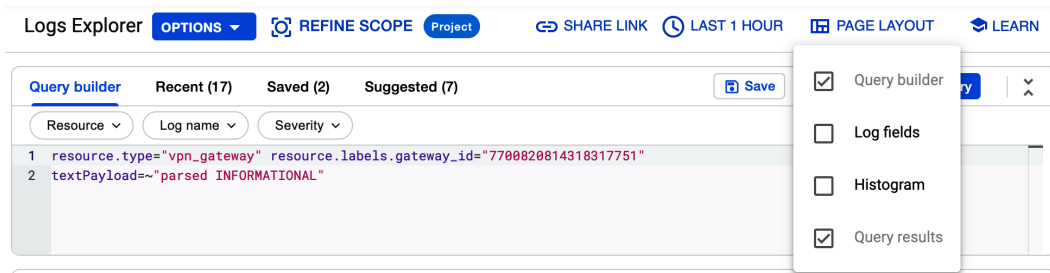 Logs Explorer OPTIONS REFINE SCOPE Project SHARE LINK LAST 1 HOUR PAGE LAYOUT LEARN
Query builder Recent (17) Saved (2) Suggested (7) Save
Query builder
Resource Log name Severity
Log fields
1 resource.type="vpn_gateway" resource.labels.gateway_id="7700820814318317751"
2 textPayload=~"parsed INFORMATIONAL"
Histogram
Query results